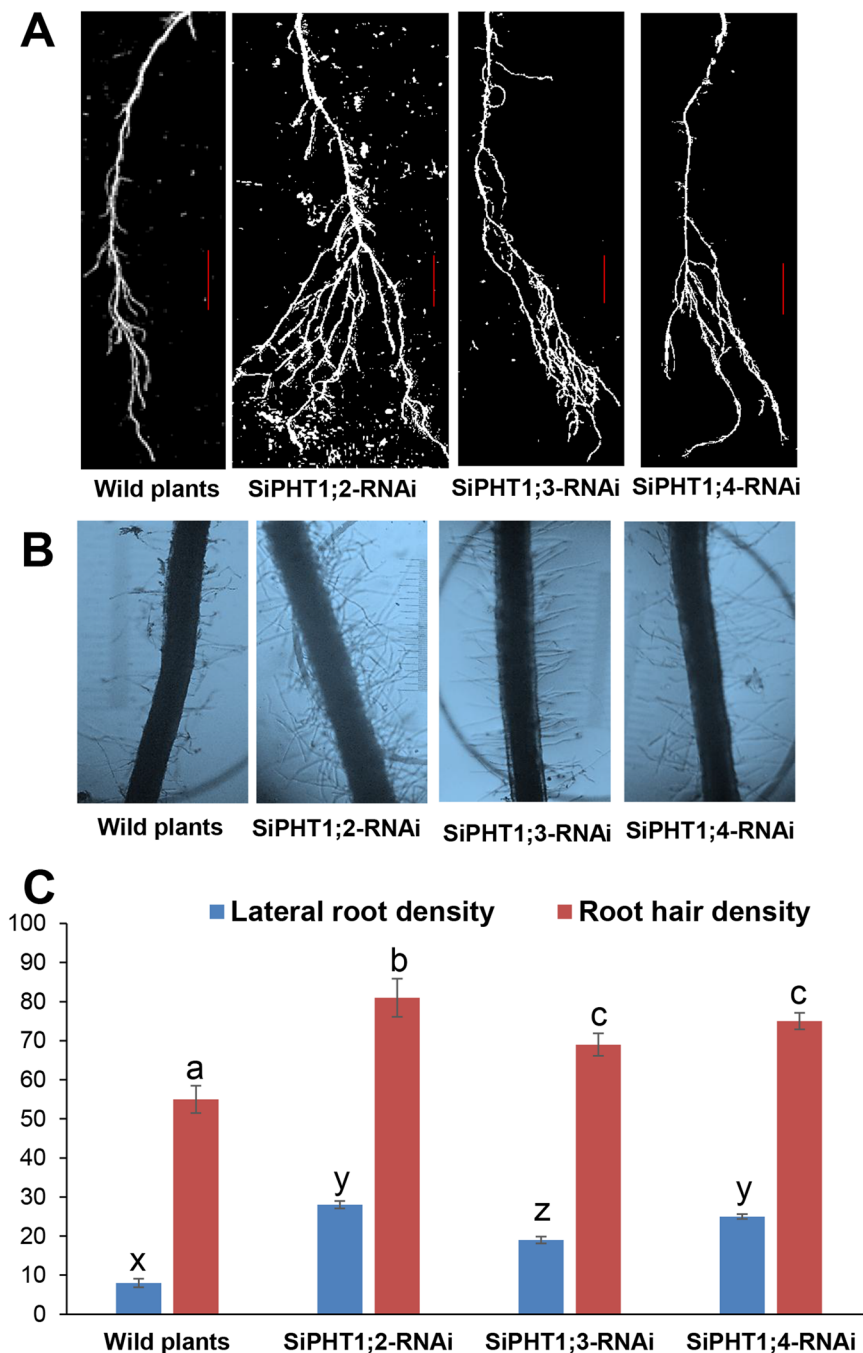 A
Wild plants SiPHT1;2-RNAi SiPHT1;3-RNAi SiPHT1;4-RNAi
B
Wild plants SiPHT1;2-RNAi SiPHT1;3-RNAi SiPHT1;4-RNAi
C
Lateral root density Root hair density
100
90
80
70
60
50
40
30
20
10
0
x a y b z c y c
Wild plants SiPHT1;2-RNAi SiPHT1;3-RNAi SiPHT1;4-RNAi